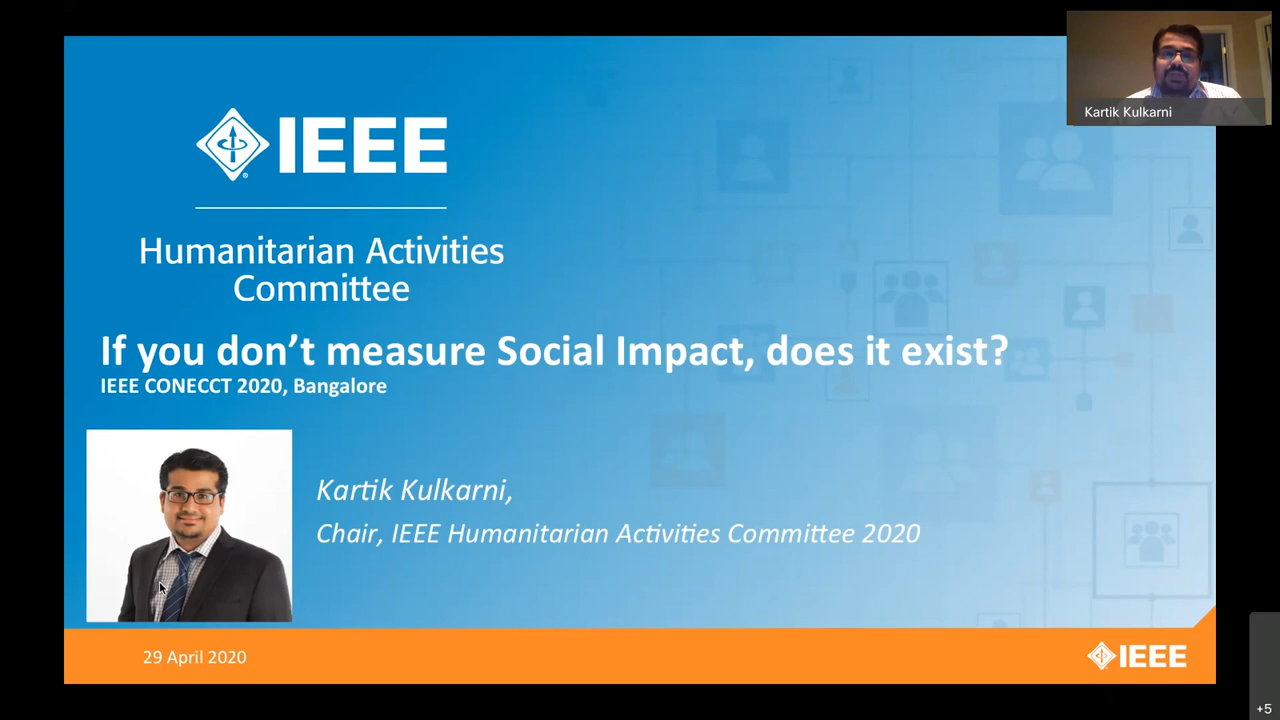 Kartik Kulkarni
IEEE
Humanitarian Activities
Committee
If you don’t measure Social Impact, does it exist?
IEEE CONECCT 2020, Bangalore
Kartik Kulkarni,
Chair, IEEE Humanitarian Activities Committee 2020
29 April 2020
IEEE
+5